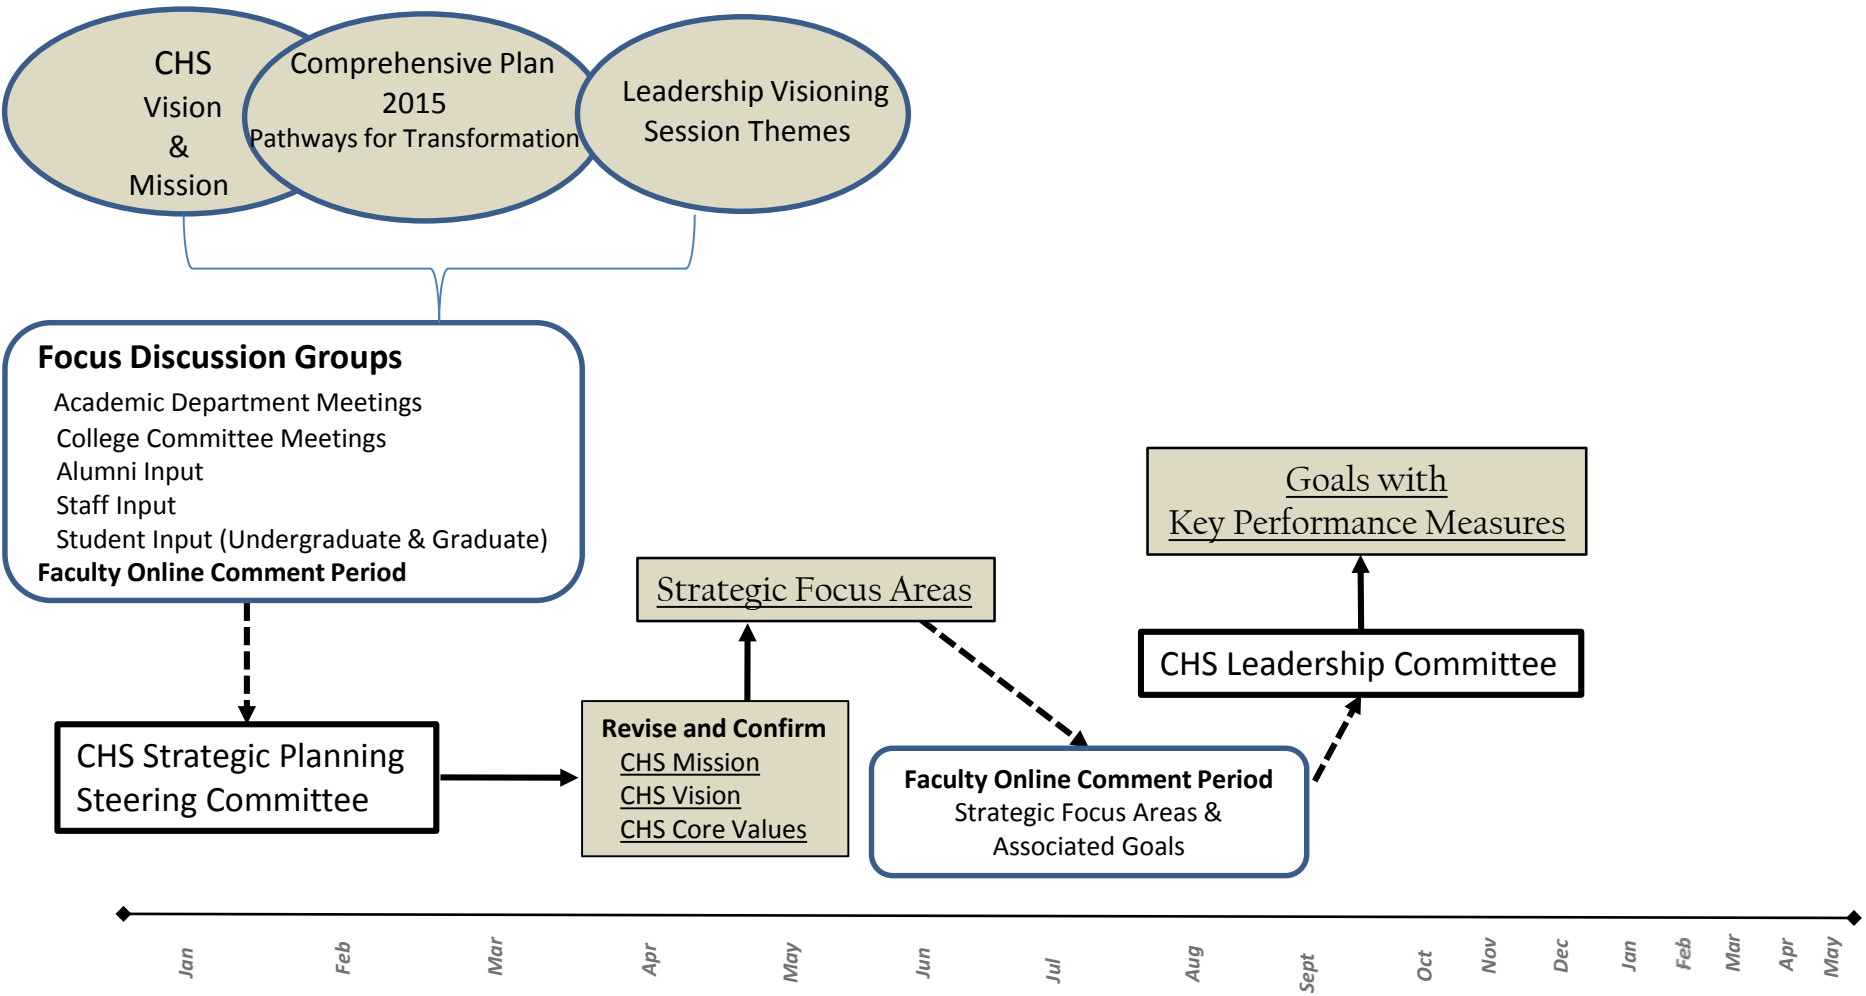 CHS
Vision
&
Mission
Comprehensive Plan
2015
Pathways for Transformation
Leadership Visioning
Session Themes
Focus Discussion Groups
Academic Department Meetings
College Committee Meetings
Alumni Input
Staff Input
Student Input (Undergraduate & Graduate)
Faculty Online Comment Period
CHS Strategic Planning
Steering Committee
Revise and Confirm
CHS Mission
CHS Vision
CHS Core Values
Strategic Focus Areas
Faculty Online Comment Period
Strategic Focus Areas &
Associated Goals
CHS Leadership Committee
Goals with
Key Performance Measures
Jan
Feb
Mar
Apr
May
Jun
Jul
Aug
Sept
Oct
Nov
Dec
Jan
Feb
Mar
Apr
May